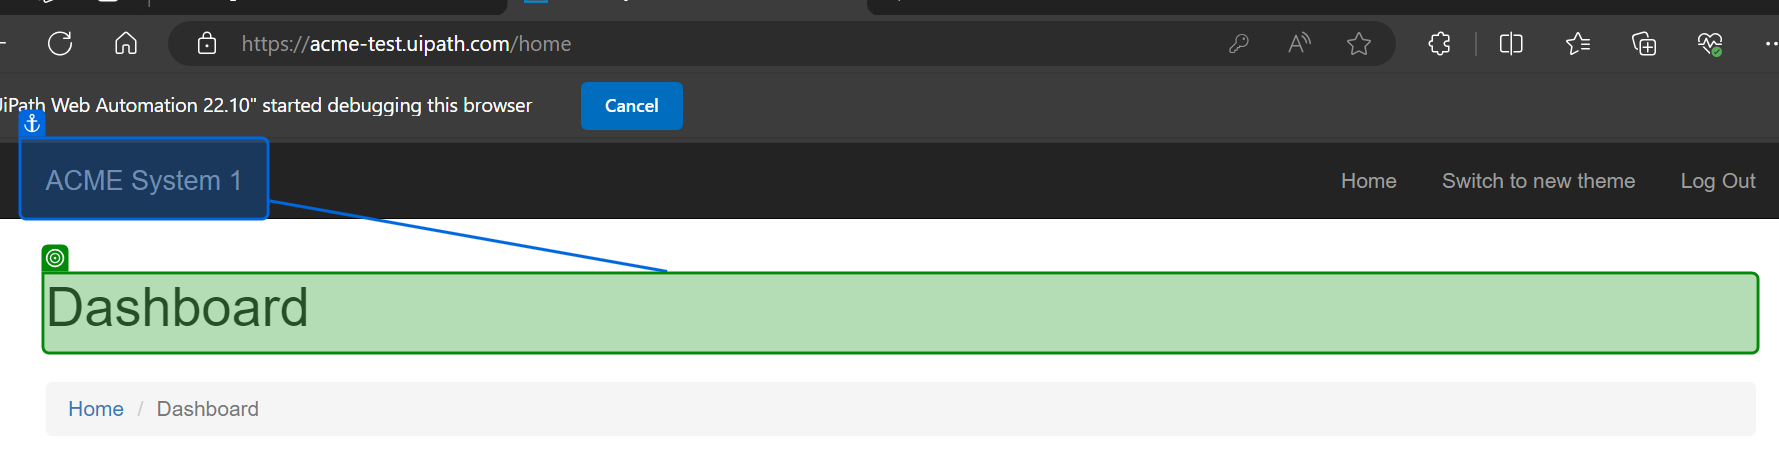 https://acme-test.uipath.com/home
UiPath Web Automation 22.10" started debugging this browser
Cancel
ACME System 1
Home
Switch to new theme
Log Out
Dashboard
Home / Dashboard